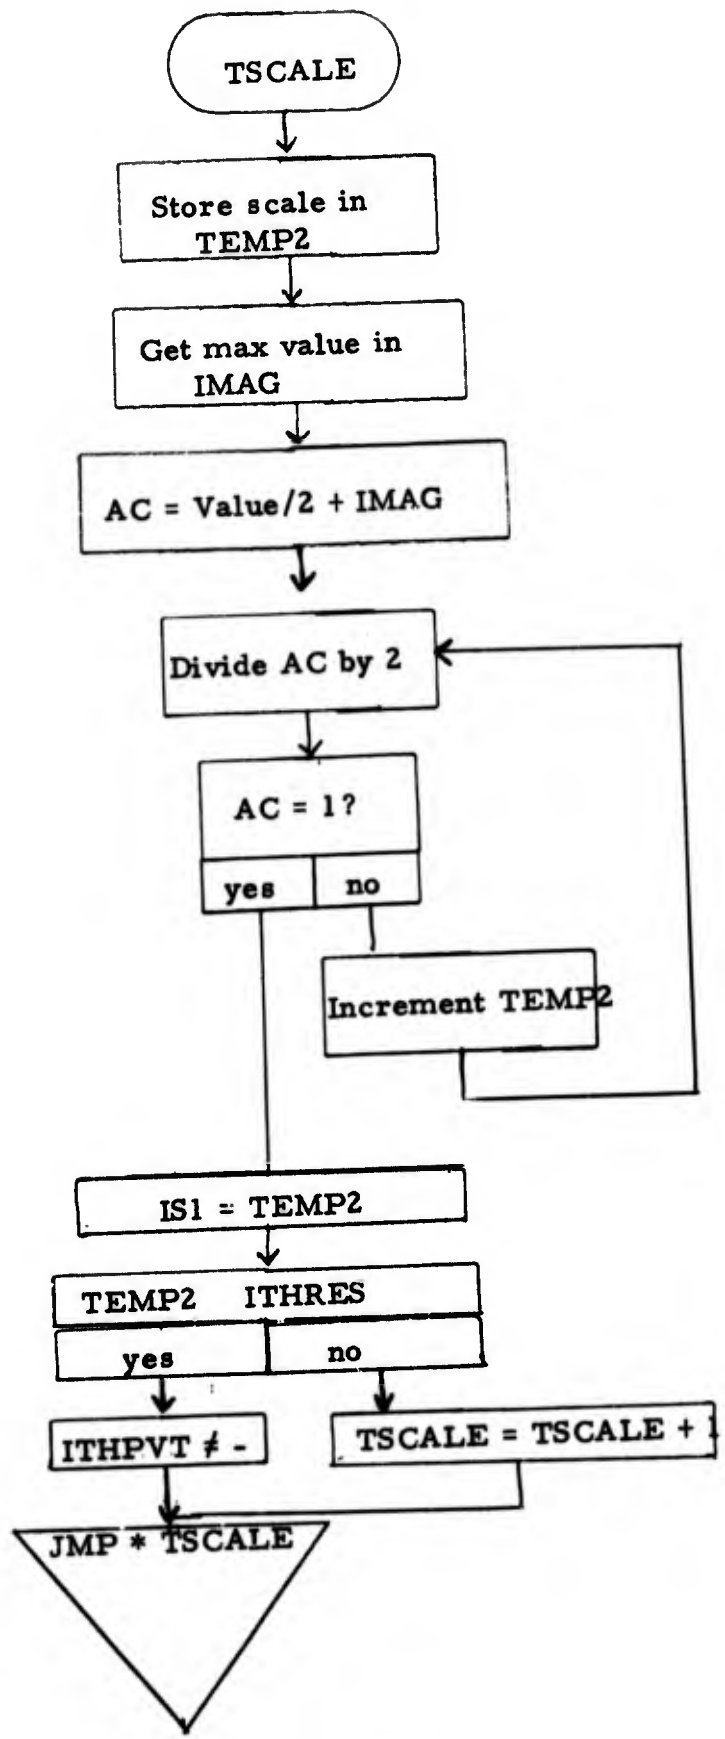 TSCALE
Store scale in
TEMP2
Get max value in
IMAG
AC = Value/2 + IMAG
Divide AC by 2
AC = 1?
yes no
Increment TEMP2
IS1 = TEMP2
TEMP2 ITHRES
yes no
ITHPVT ≠ -
TSCALE = TSCALE + 1
JMP * TSCALE